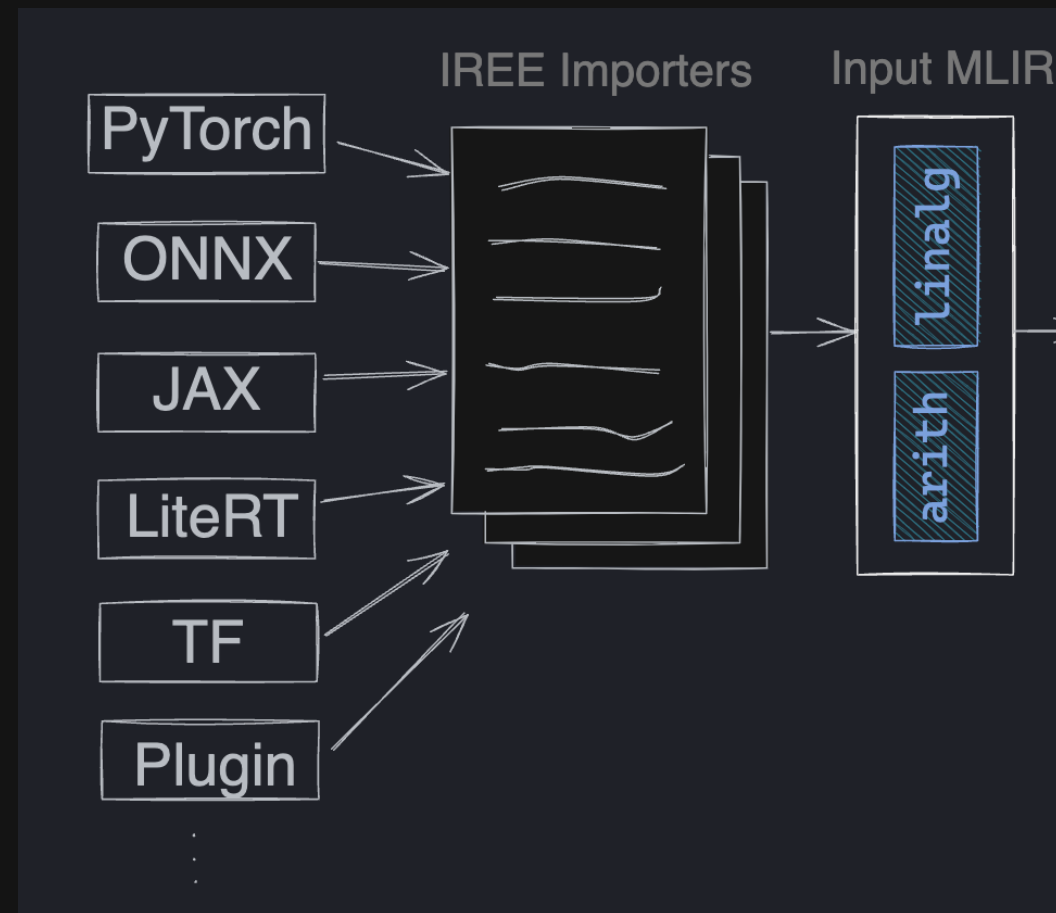 IREE Importers
Input MLIR
PyTorch
ONNX
JAX
LiteRT
TF
Plugin
linalg
arith